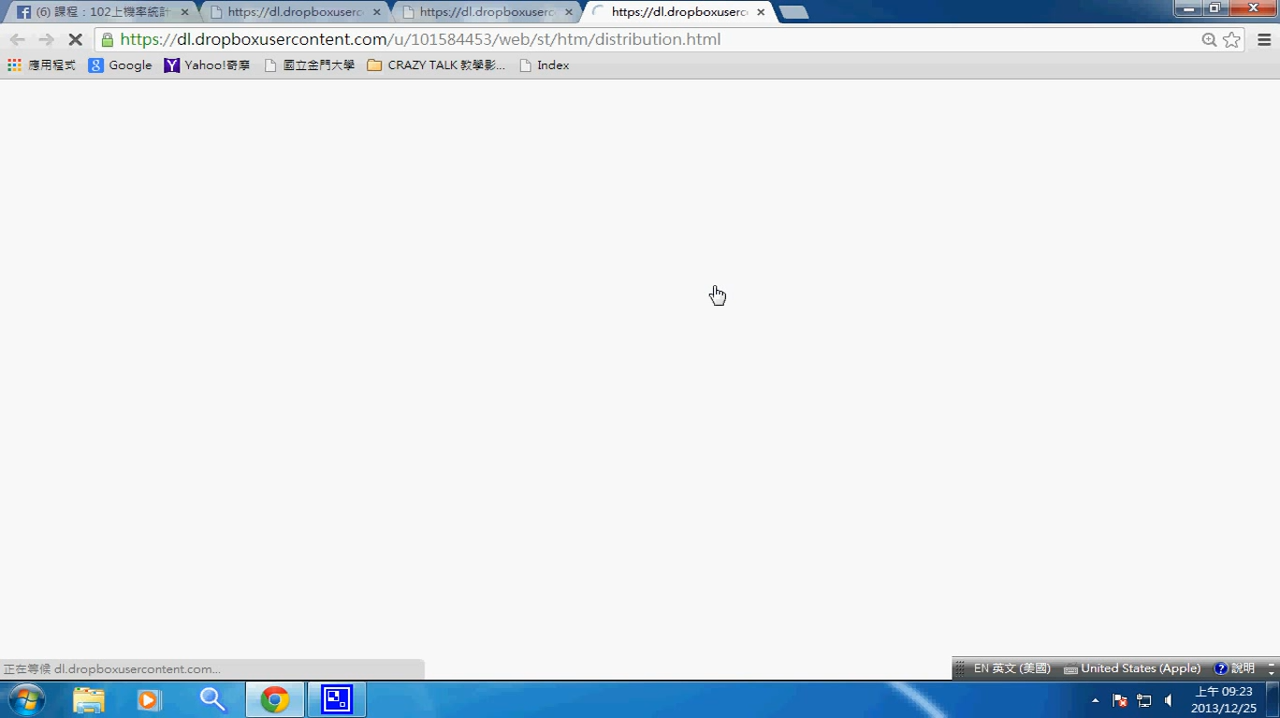 (6) 課程：102上機率統計
https://dl.dropboxuserc
https://dl.dropboxuserc
https://dl.dropboxuserc
https://dl.dropboxusercontent.com/u/101584453/web/st/htm/distribution.html
應用程式 Google Yahoo!奇摩 國立金門大學 CRAZY TALK 教學影... Index
正在等候 dl.dropboxusercontent.com...
EN 英文 (美國) United States (Apple) 說明
上午 09:23
2013/12/25